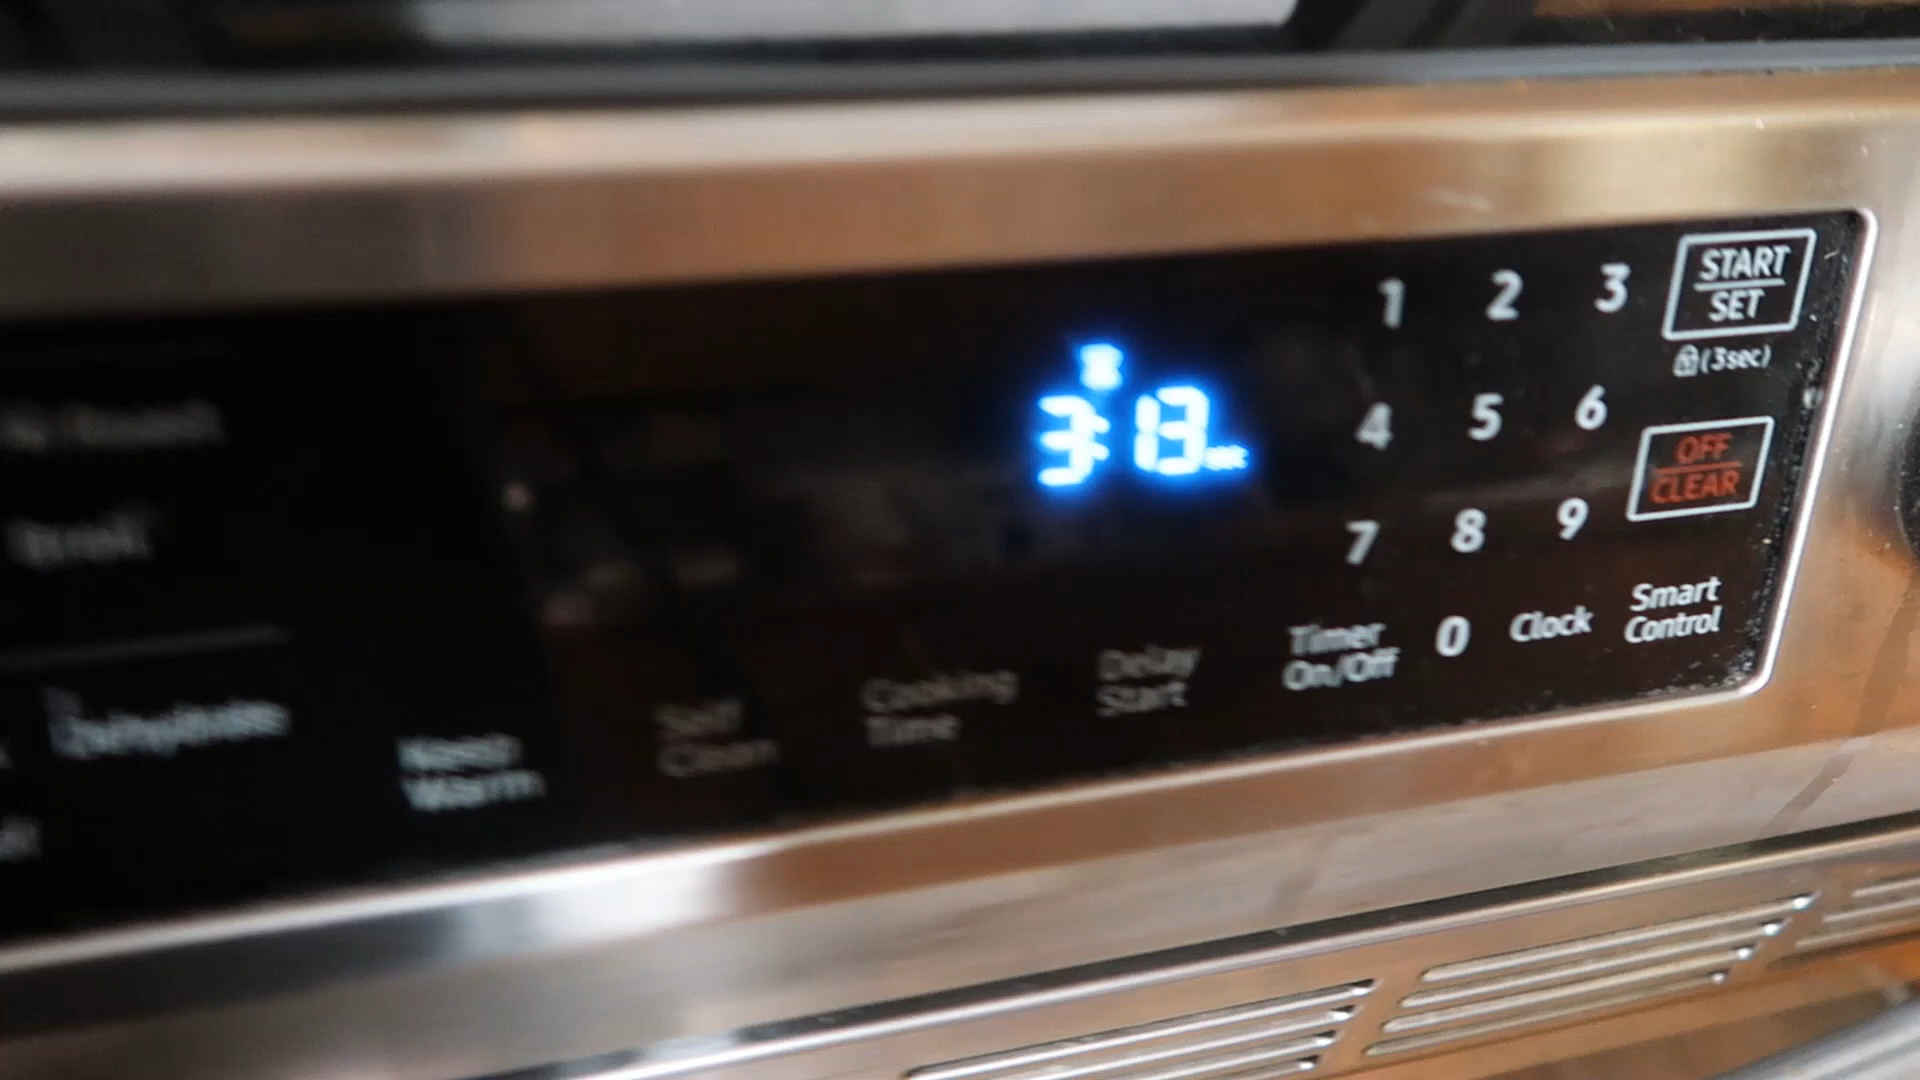 3:13 sec
1 2 3
START
SET
(3sec)
4 5 6
OFF
CLEAR
7 8 9
Timer
On/Off
0
Clock
Smart
Control
Delay
Start
Cooking
Time
Self
Clean
Keep
Warm
Dehydrate
Broil